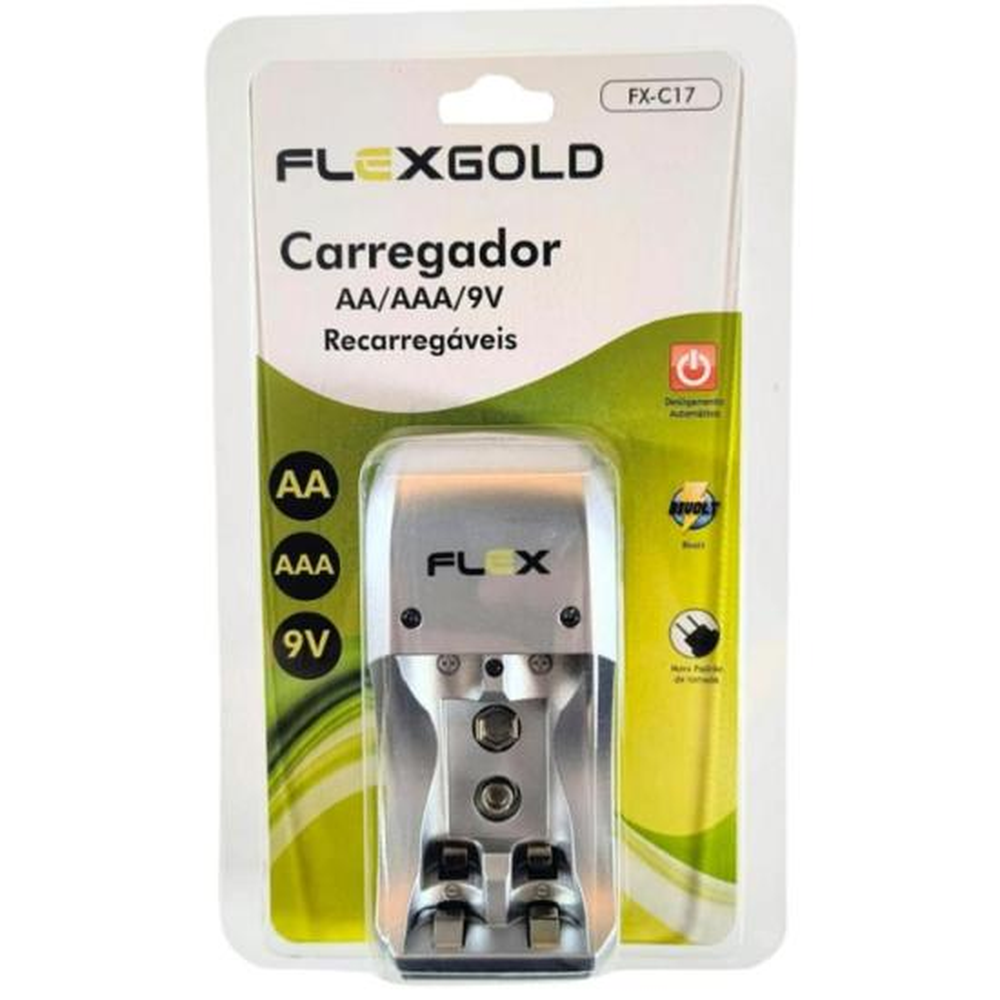 FX-C17
FLEXGOLD
Carregador
AA/AAA/9V
Recarregáveis
Desligamento
Automático
AA
BIVOLT
Bivolt
AAA
FLEX
9V
Novo Padrão
de tomada